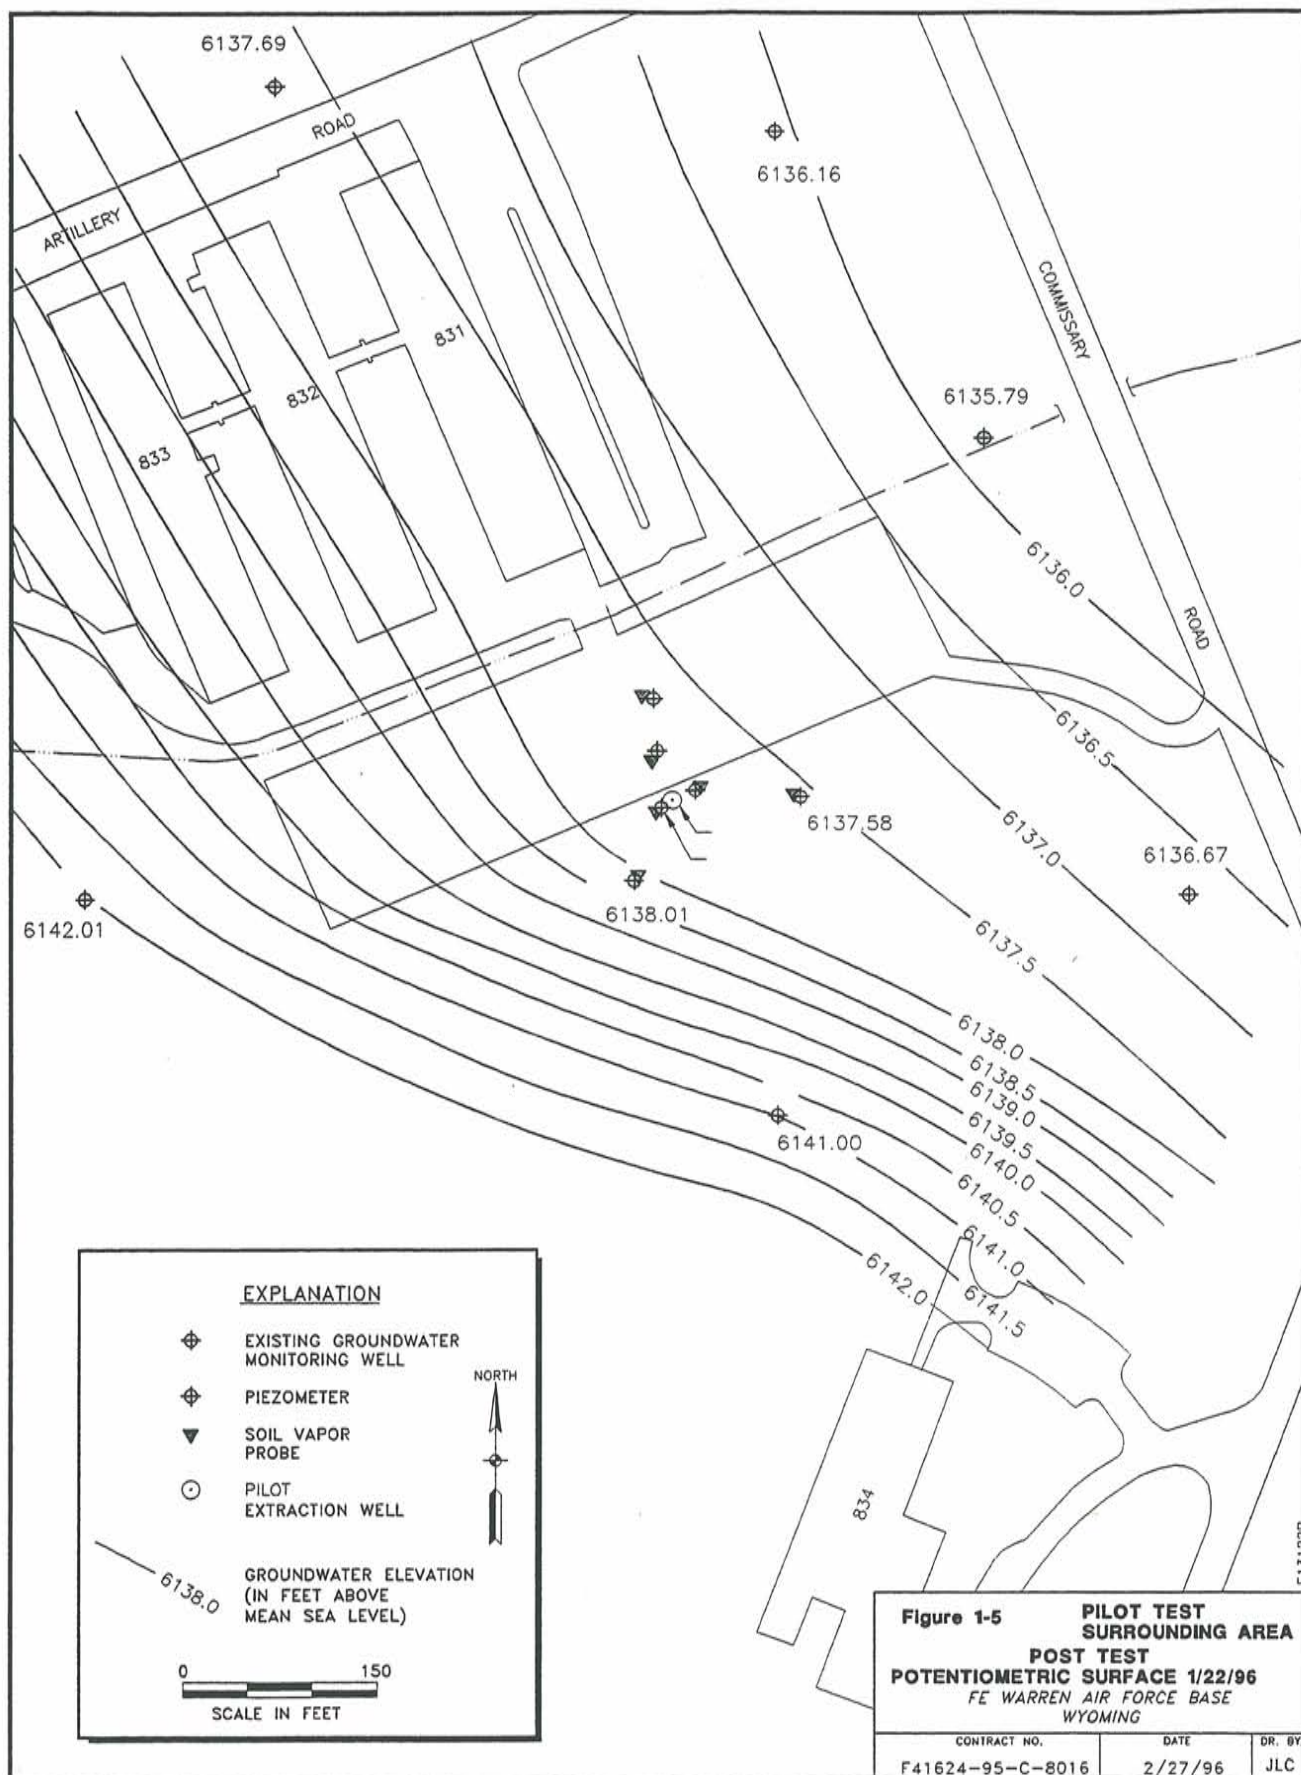 6137.69
ROAD
6136.16
ARTILLERY
COMMISSARY
831
832
6135.79
833
6136.0
ROAD
6136.5
6137.58
6137.0
6136.67
6142.01
6138.01
6137.5
6138.0
6138.5
6139.0
6139.5
6141.00
6140.0
6140.5
6141.0
6142.0
6141.5
834
EXPLANATION
EXISTING GROUNDWATER
MONITORING WELL
NORTH
PIEZOMETER
SOIL VAPOR
PROBE
PILOT
EXTRACTION WELL
6138.0
GROUNDWATER ELEVATION
(IN FEET ABOVE
MEAN SEA LEVEL)
0 150
SCALE IN FEET
Figure 1-5
PILOT TEST
SURROUNDING AREA
POST TEST
POTENTIOMETRIC SURFACE 1/22/96
FE WARREN AIR FORCE BASE
WYOMING
CONTRACT NO.
F41624-95-C-8016
DATE
2/27/96
DR. BY
JLC